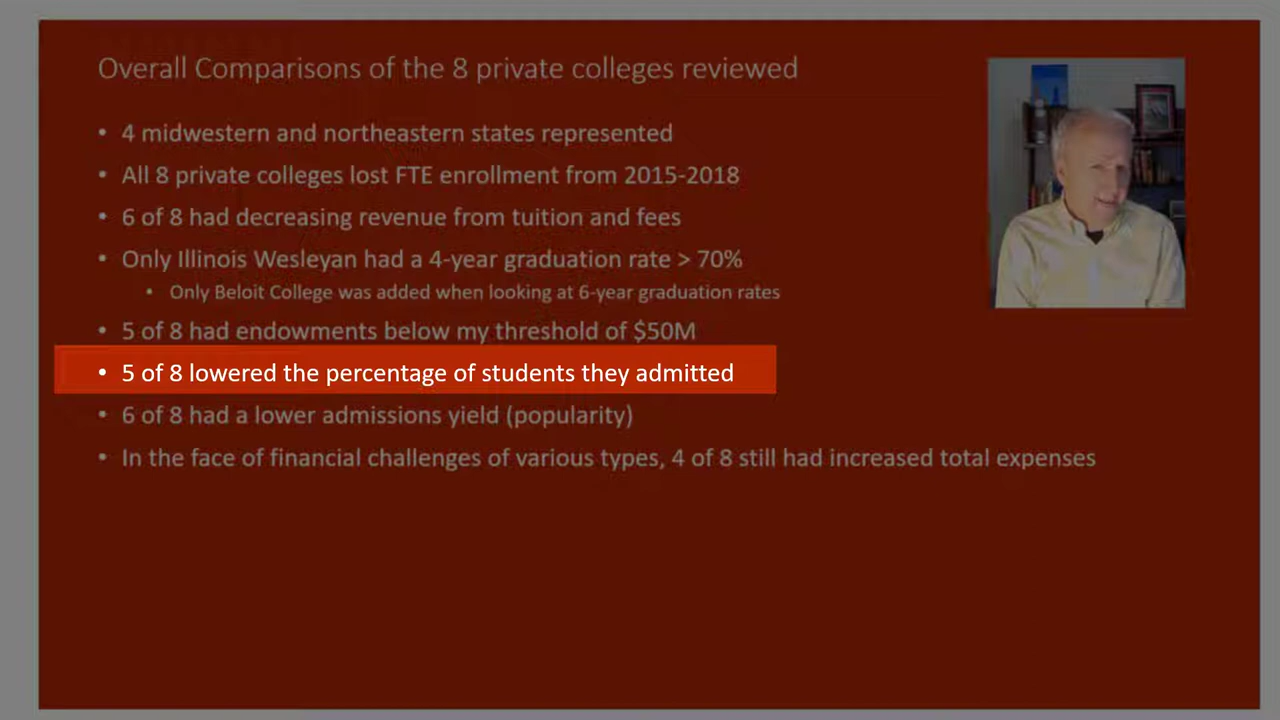 Overall Comparisons of the 8 private colleges reviewed
• 4 midwestern and northeastern states represented
• All 8 private colleges lost FTE enrollment from 2015-2018
• 6 of 8 had decreasing revenue from tuition and fees
• Only Illinois Wesleyan had a 4-year graduation rate > 70%
• Only Beloit College was added when looking at 6-year graduation rates
• 5 of 8 had endowments below my threshold of $50M
• 5 of 8 lowered the percentage of students they admitted
• 6 of 8 had a lower admissions yield (popularity)
• In the face of financial challenges of various types, 4 of 8 still had increased total expenses